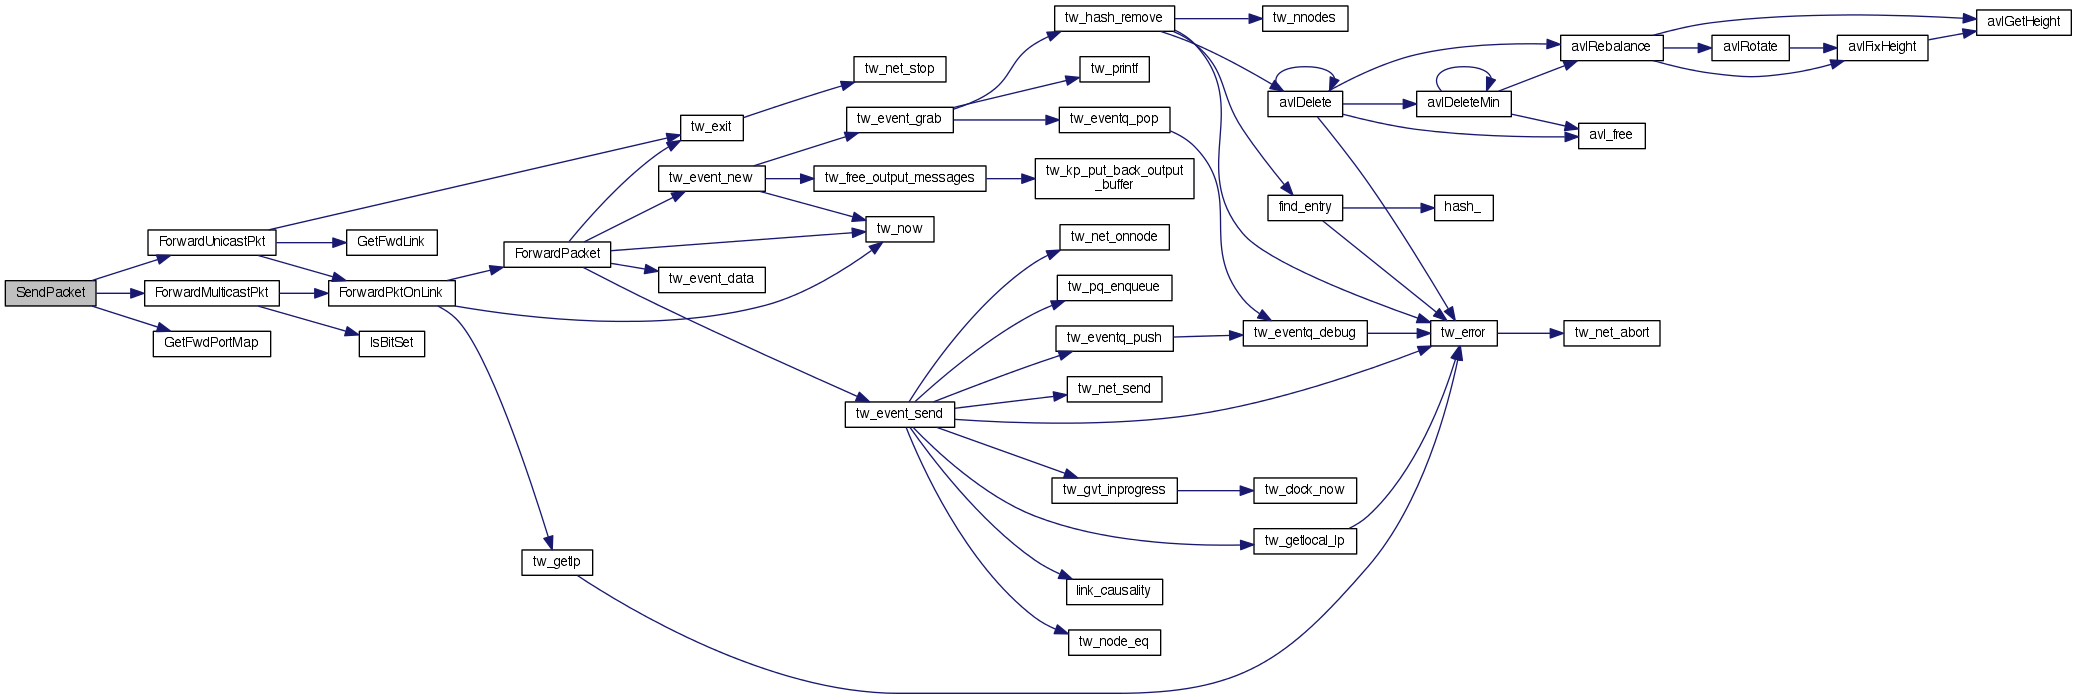 SendPacket
ForwardUnicastPkt
ForwardMulticastPkt
GetFwdPortMap
GetFwdLink
ForwardPktOnLink
IsBitSet
ForwardPacket
tw_getlp
tw_exit
tw_event_new
tw_event_data
tw_net_stop
tw_event_grab
tw_free_output_messages
tw_now
tw_event_send
tw_hash_remove
tw_printf
tw_eventq_pop
tw_kp_put_back_output
_buffer
tw_net_onnode
tw_pq_enqueue
tw_eventq_push
tw_net_send
tw_gvt_inprogress
link_causality
tw_node_eq
tw_nnodes
avlDelete
find_entry
tw_eventq_debug
tw_clock_now
tw_getlocal_lp
avlDeleteMin
hash_
tw_error
avlRebalance
avl_free
tw_net_abort
avlRotate
avlFixHeight
avlGetHeight